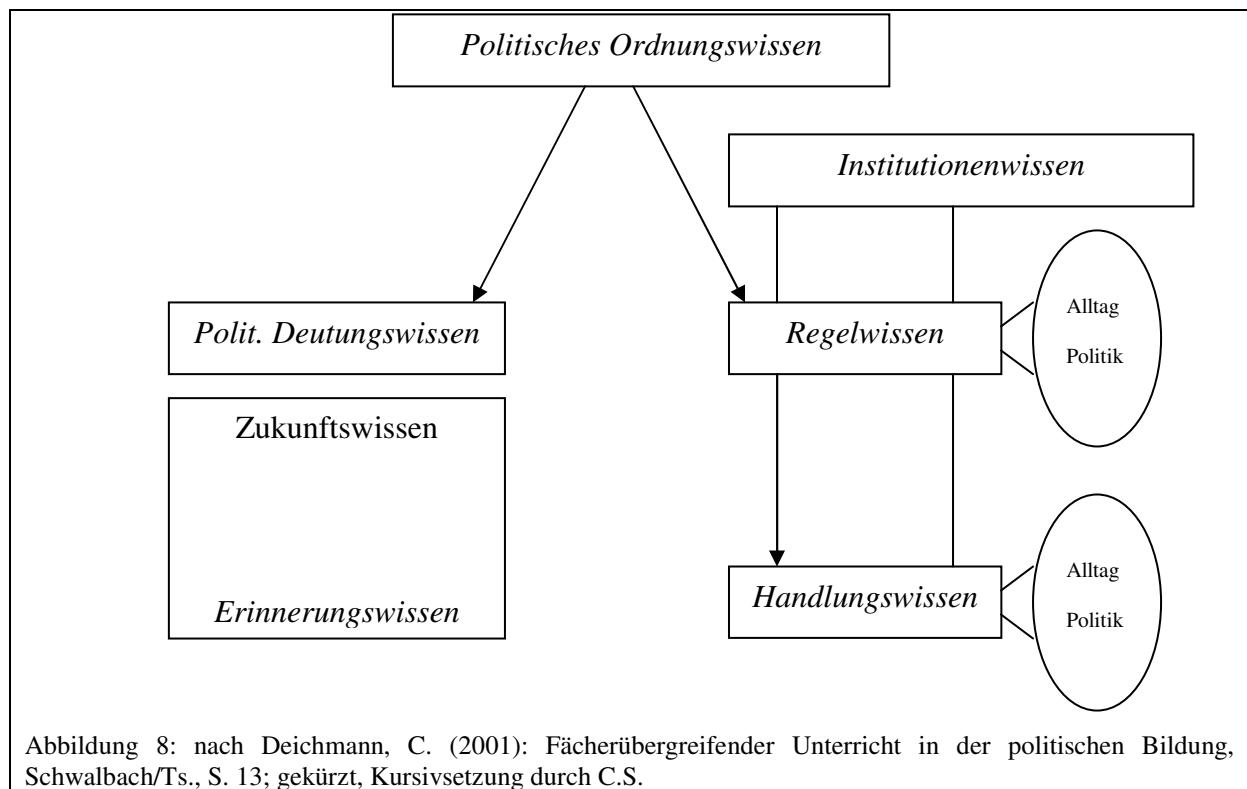 Politisches Ordnungswissen
Institutionenwissen
Polit. Deutungswissen
Regelwissen
Alltag
Politik
Zukunftswissen
Erinnerungswissen
Handlungswissen
Alltag
Politik
Abbildung 8: nach Deichmann, C. (2001): Fächerübergreifender Unterricht in der politischen Bildung,
Schwalbach/Ts., S. 13; gekürzt, Kursivsetzung durch C.S.